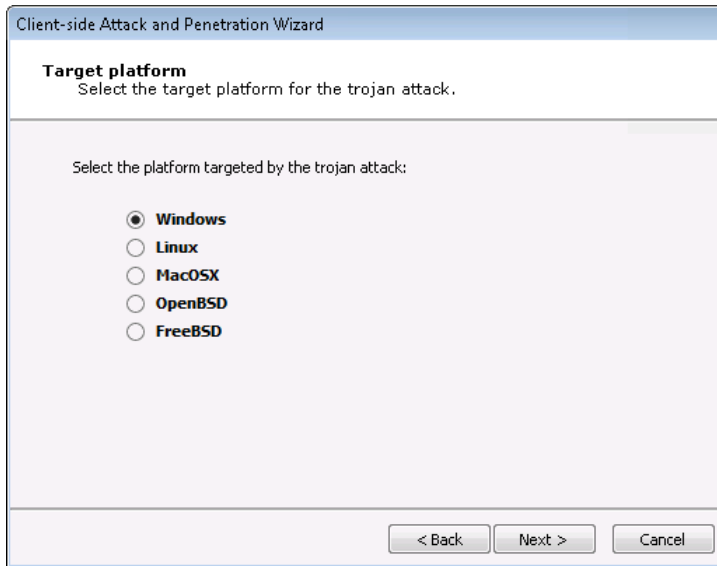 Client-side Attack and Penetration Wizard
Target platform
Select the target platform for the trojan attack.
Select the platform targeted by the trojan attack:
Windows
Linux
MacOSX
OpenBSD
FreeBSD
< Back Next > Cancel